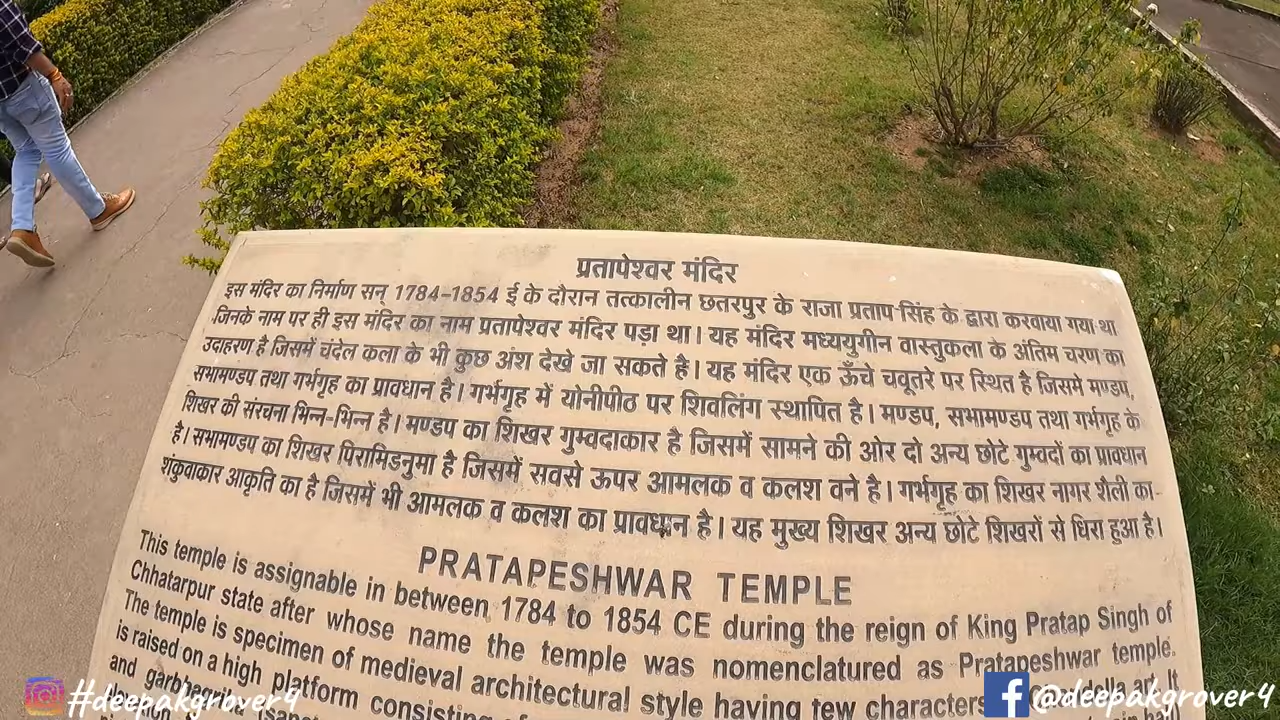 प्रतापेश्वर मंदिर
इस मंदिर का निर्माण सन् 1784-1854 ई के दौरान तत्कालीन छतरपुर के राजा प्रताप सिंह के द्वारा करवाया गया था
जिनके नाम पर ही इस मंदिर का नाम प्रतापेश्वर मंदिर पड़ा था। यह मंदिर मध्ययुगीन वास्तुकला के अंतिम चरण का
उदाहरण है जिसमें चंदेल कला के भी कुछ अंश देखे जा सकते है। यह मंदिर एक ऊँचे चवूतरे पर स्थित है जिसमे मण्डप,
सभामण्डप तथा गर्भगृह का प्रावधान है। गर्भगृह में योनीपीठ पर शिवलिंग स्थापित है। मण्डप, सभामण्डप तथा गर्भगृह के
शिखर की संरचना भिन्न-भिन्न है। मण्डप का शिखर गुम्वदाकार है जिसमें सामने की ओर दो अन्य छोटे गुम्वदों का प्रावधान
है। सभामण्डप का शिखर पिरामिडनुमा है जिसमें सवसे ऊपर आमलक व कलश वने है। गर्भगृह का शिखर नागर शैली का
शंकुवाकार आकृति का है जिसमें भी आमलक व कलश का प्रावधान है। यह मुख्य शिखर अन्य छोटे शिखरों से धिरा हुआ है।
PRATAPESHWAR TEMPLE
This temple is assignable in between 1784 to 1854 CE during the reign of King Pratap Singh of
Chhatarpur state after whose name the temple was nomenclatured as Pratapeshwar temple.
The temple is specimen of medieval architectural style having few characters It
is raised on a high platform consisting
and
#deepakgrover4
@deepakgrover4